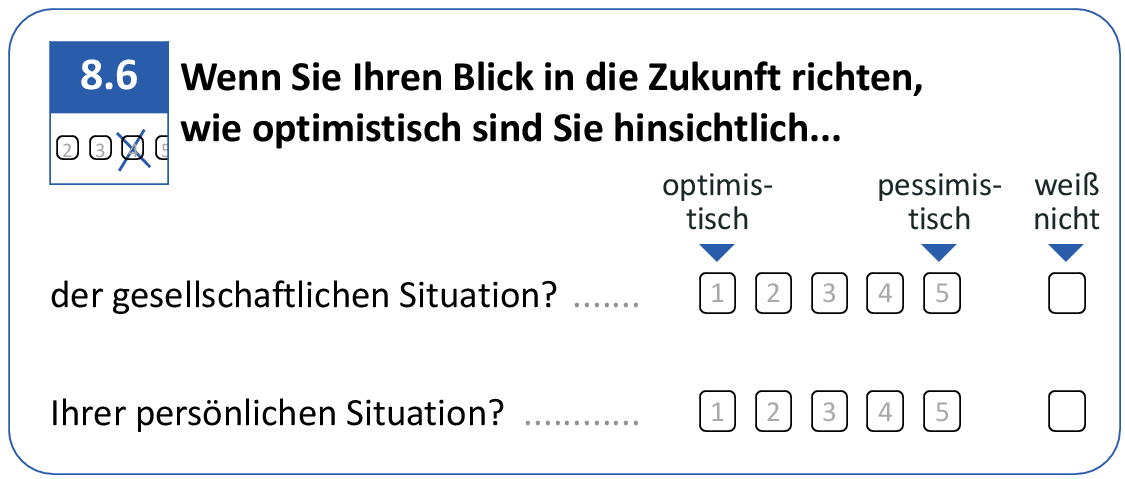 8.6
Wenn Sie Ihren Blick in die Zukunft richten,
wie optimistisch sind Sie hinsichtlich...
2 3 4 5
optimis- pessimis- weiß
tisch tisch nicht
der gesellschaftlichen Situation? ....... 1 2 3 4 5
Ihrer persönlichen Situation? ............ 1 2 3 4 5